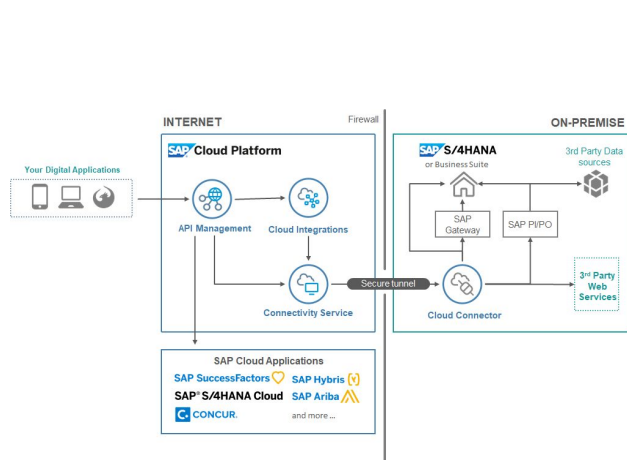 INTERNET
Firewall
ON-PREMISE
SAP Cloud Platform
SAP S/4HANA
or Business Suite
3rd Party Data
sources
Your Digital Applications
API Management
Cloud Integrations
SAP
Gateway
SAP PI/PO
Secure tunnel
Connectivity Service
Cloud Connector
3rd Party
Web
Services
SAP Cloud Applications
SAP SuccessFactors
SAP Hybris
SAP® S/4HANA Cloud
SAP Ariba
C. CONCUR.
and more ...